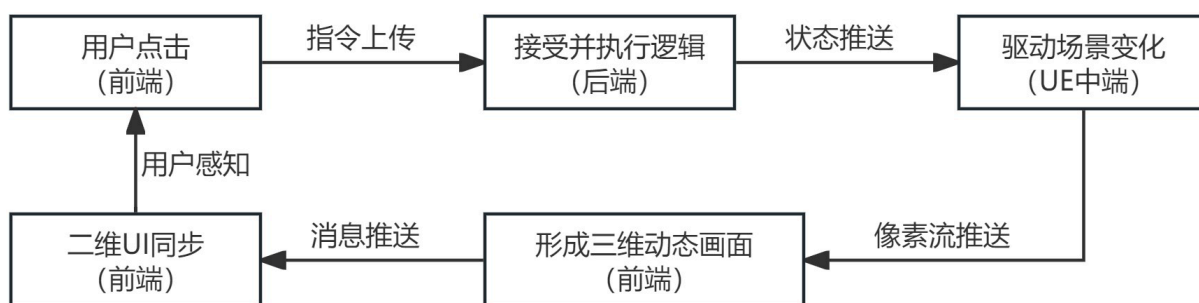 用户点击
(前端)
指令上传
接受并执行逻辑
(后端)
状态推送
驱动场景变化
(UE中端)
像素流推送
形成三维动态画面
(前端)
消息推送
二维UI同步
(前端)
用户感知